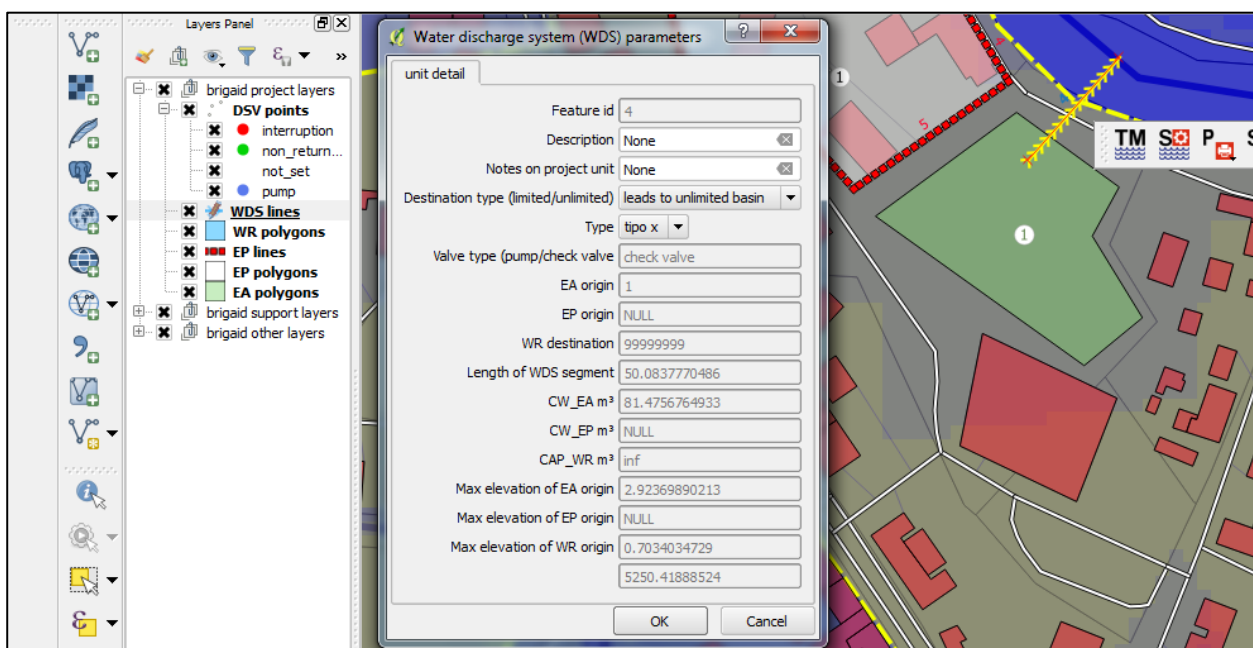 Layers Panel
»
brigaid project layers
DSV points
interruption
non_return...
not_set
pump
WDS lines
WR polygons
EP lines
EP polygons
EA polygons
brigaid support layers
brigaid other layers
Water discharge system (WDS) parameters
unit detail
Feature id 4
Description None
Notes on project unit None
Destination type (limited/unlimited) leads to unlimited basin
Type tipo x
Valve type (pump/check valve check valve
EA origin 1
EP origin NULL
WR destination 99999999
Length of WDS segment 50.0837770486
CW_EA m³ 81.4756764933
CW_EP m³ NULL
CAP_WR m³ inf
Max elevation of EA origin 2.92369890213
Max elevation of EP origin NULL
Max elevation of WR origin 0.7034034729
5250.41888524
OK Cancel
1
4
5
1
TM S P S